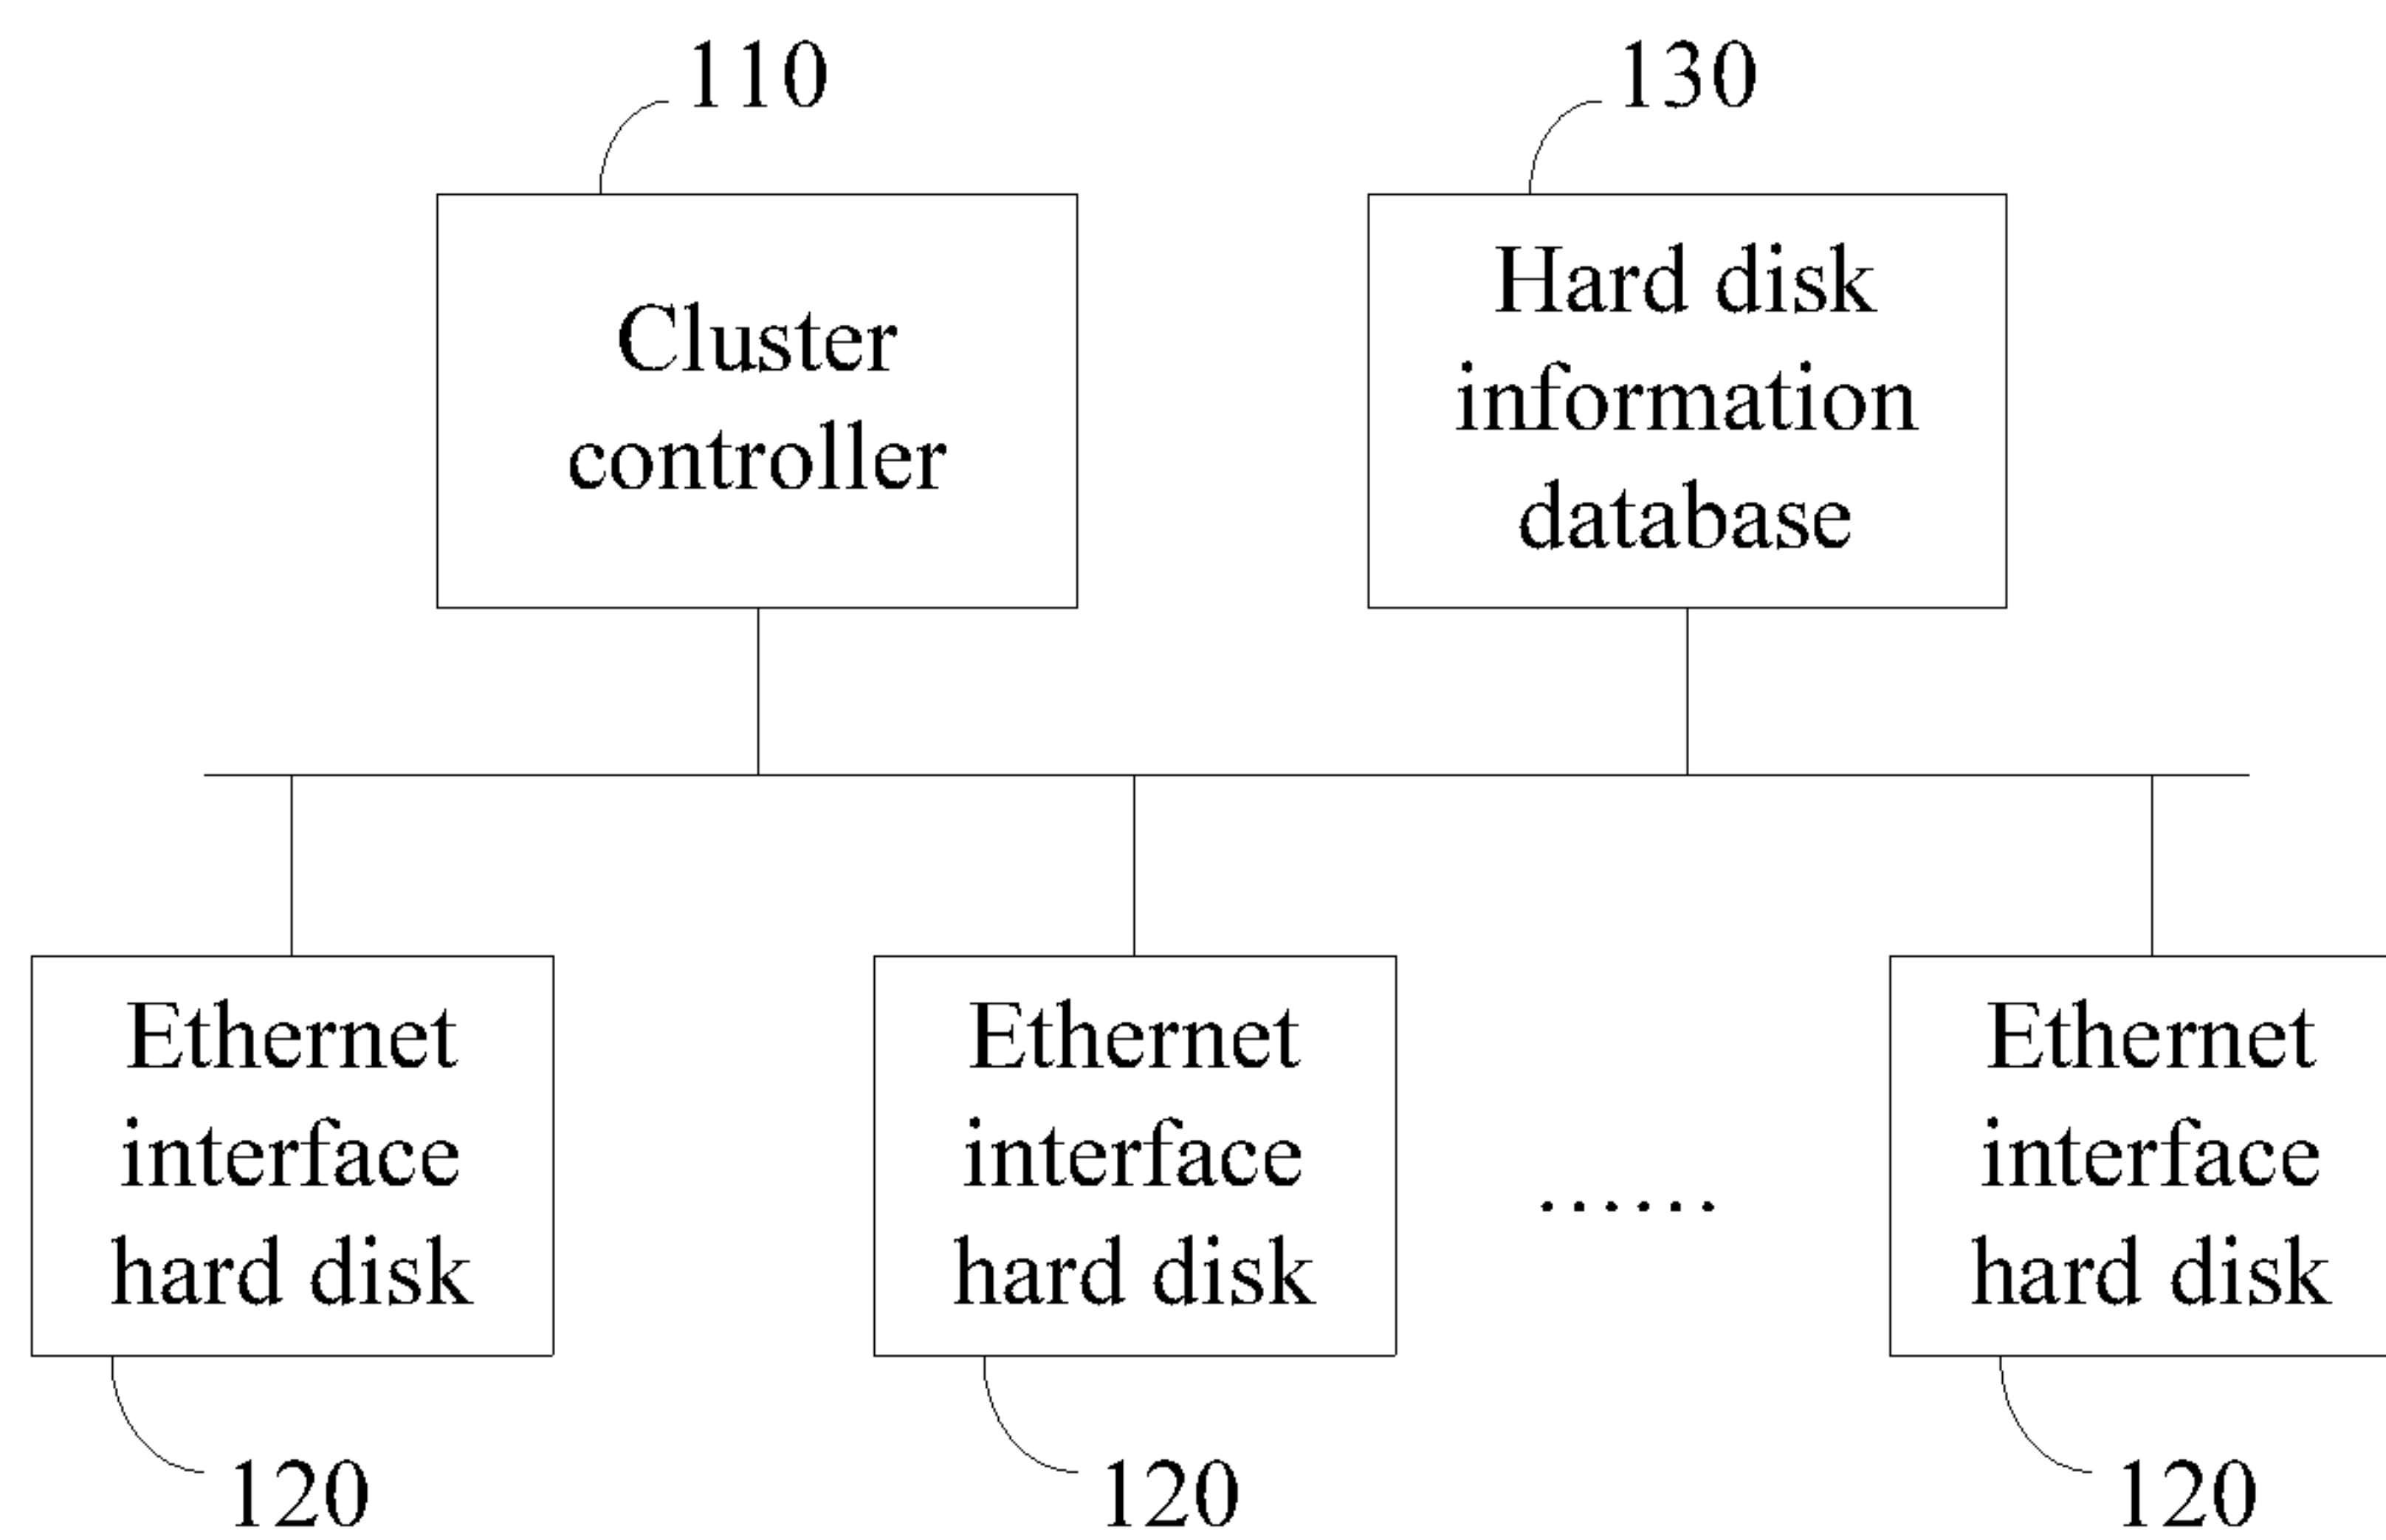 110
130
Cluster
controller
Hard disk
information
database
Ethernet
interface
hard disk
Ethernet
interface
hard disk
......
Ethernet
interface
hard disk
120
120
120